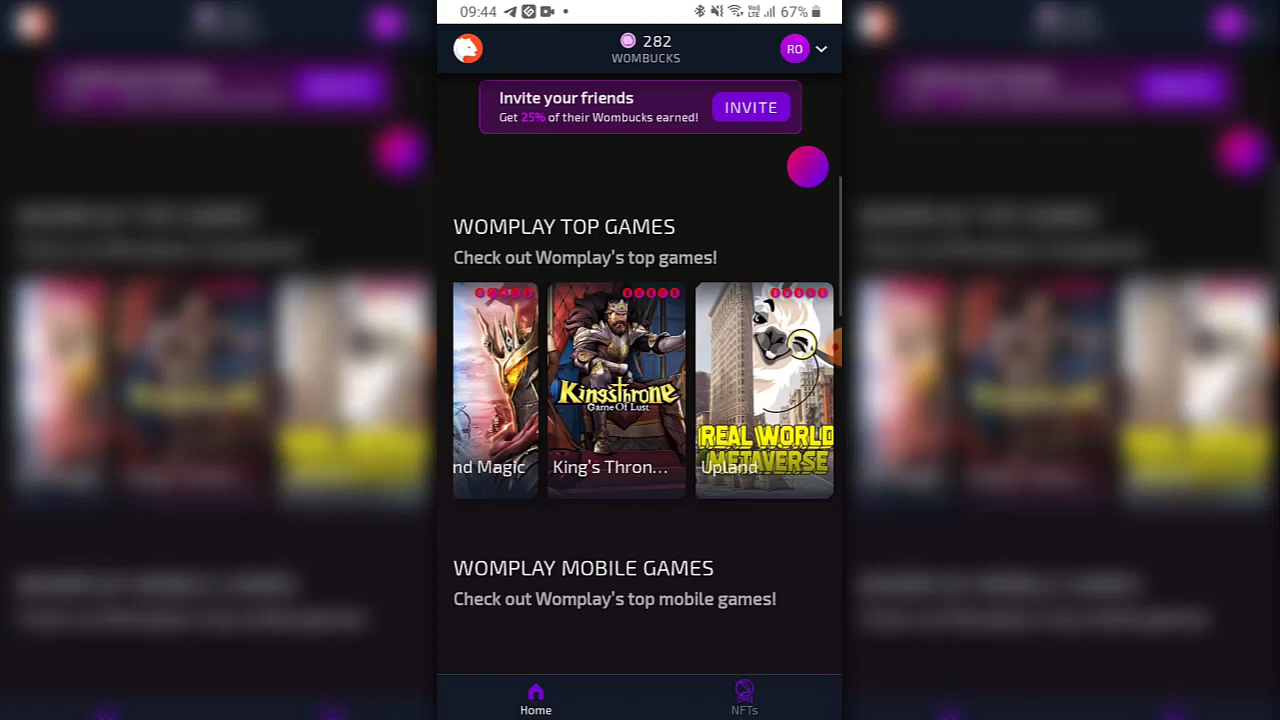 09:44
67%
282
WOMBUCKS
RO
Invite your friends
Get 25% of their Wombucks earned!
INVITE
WOMPLAY TOP GAMES
Check out Womplay's top games!
King'sthrone
Game Of Lust
REAL WORLD
METAVERSE
nd Magic
King's Thron...
Upland
WOMPLAY MOBILE GAMES
Check out Womplay's top mobile games!
Home
NFTs